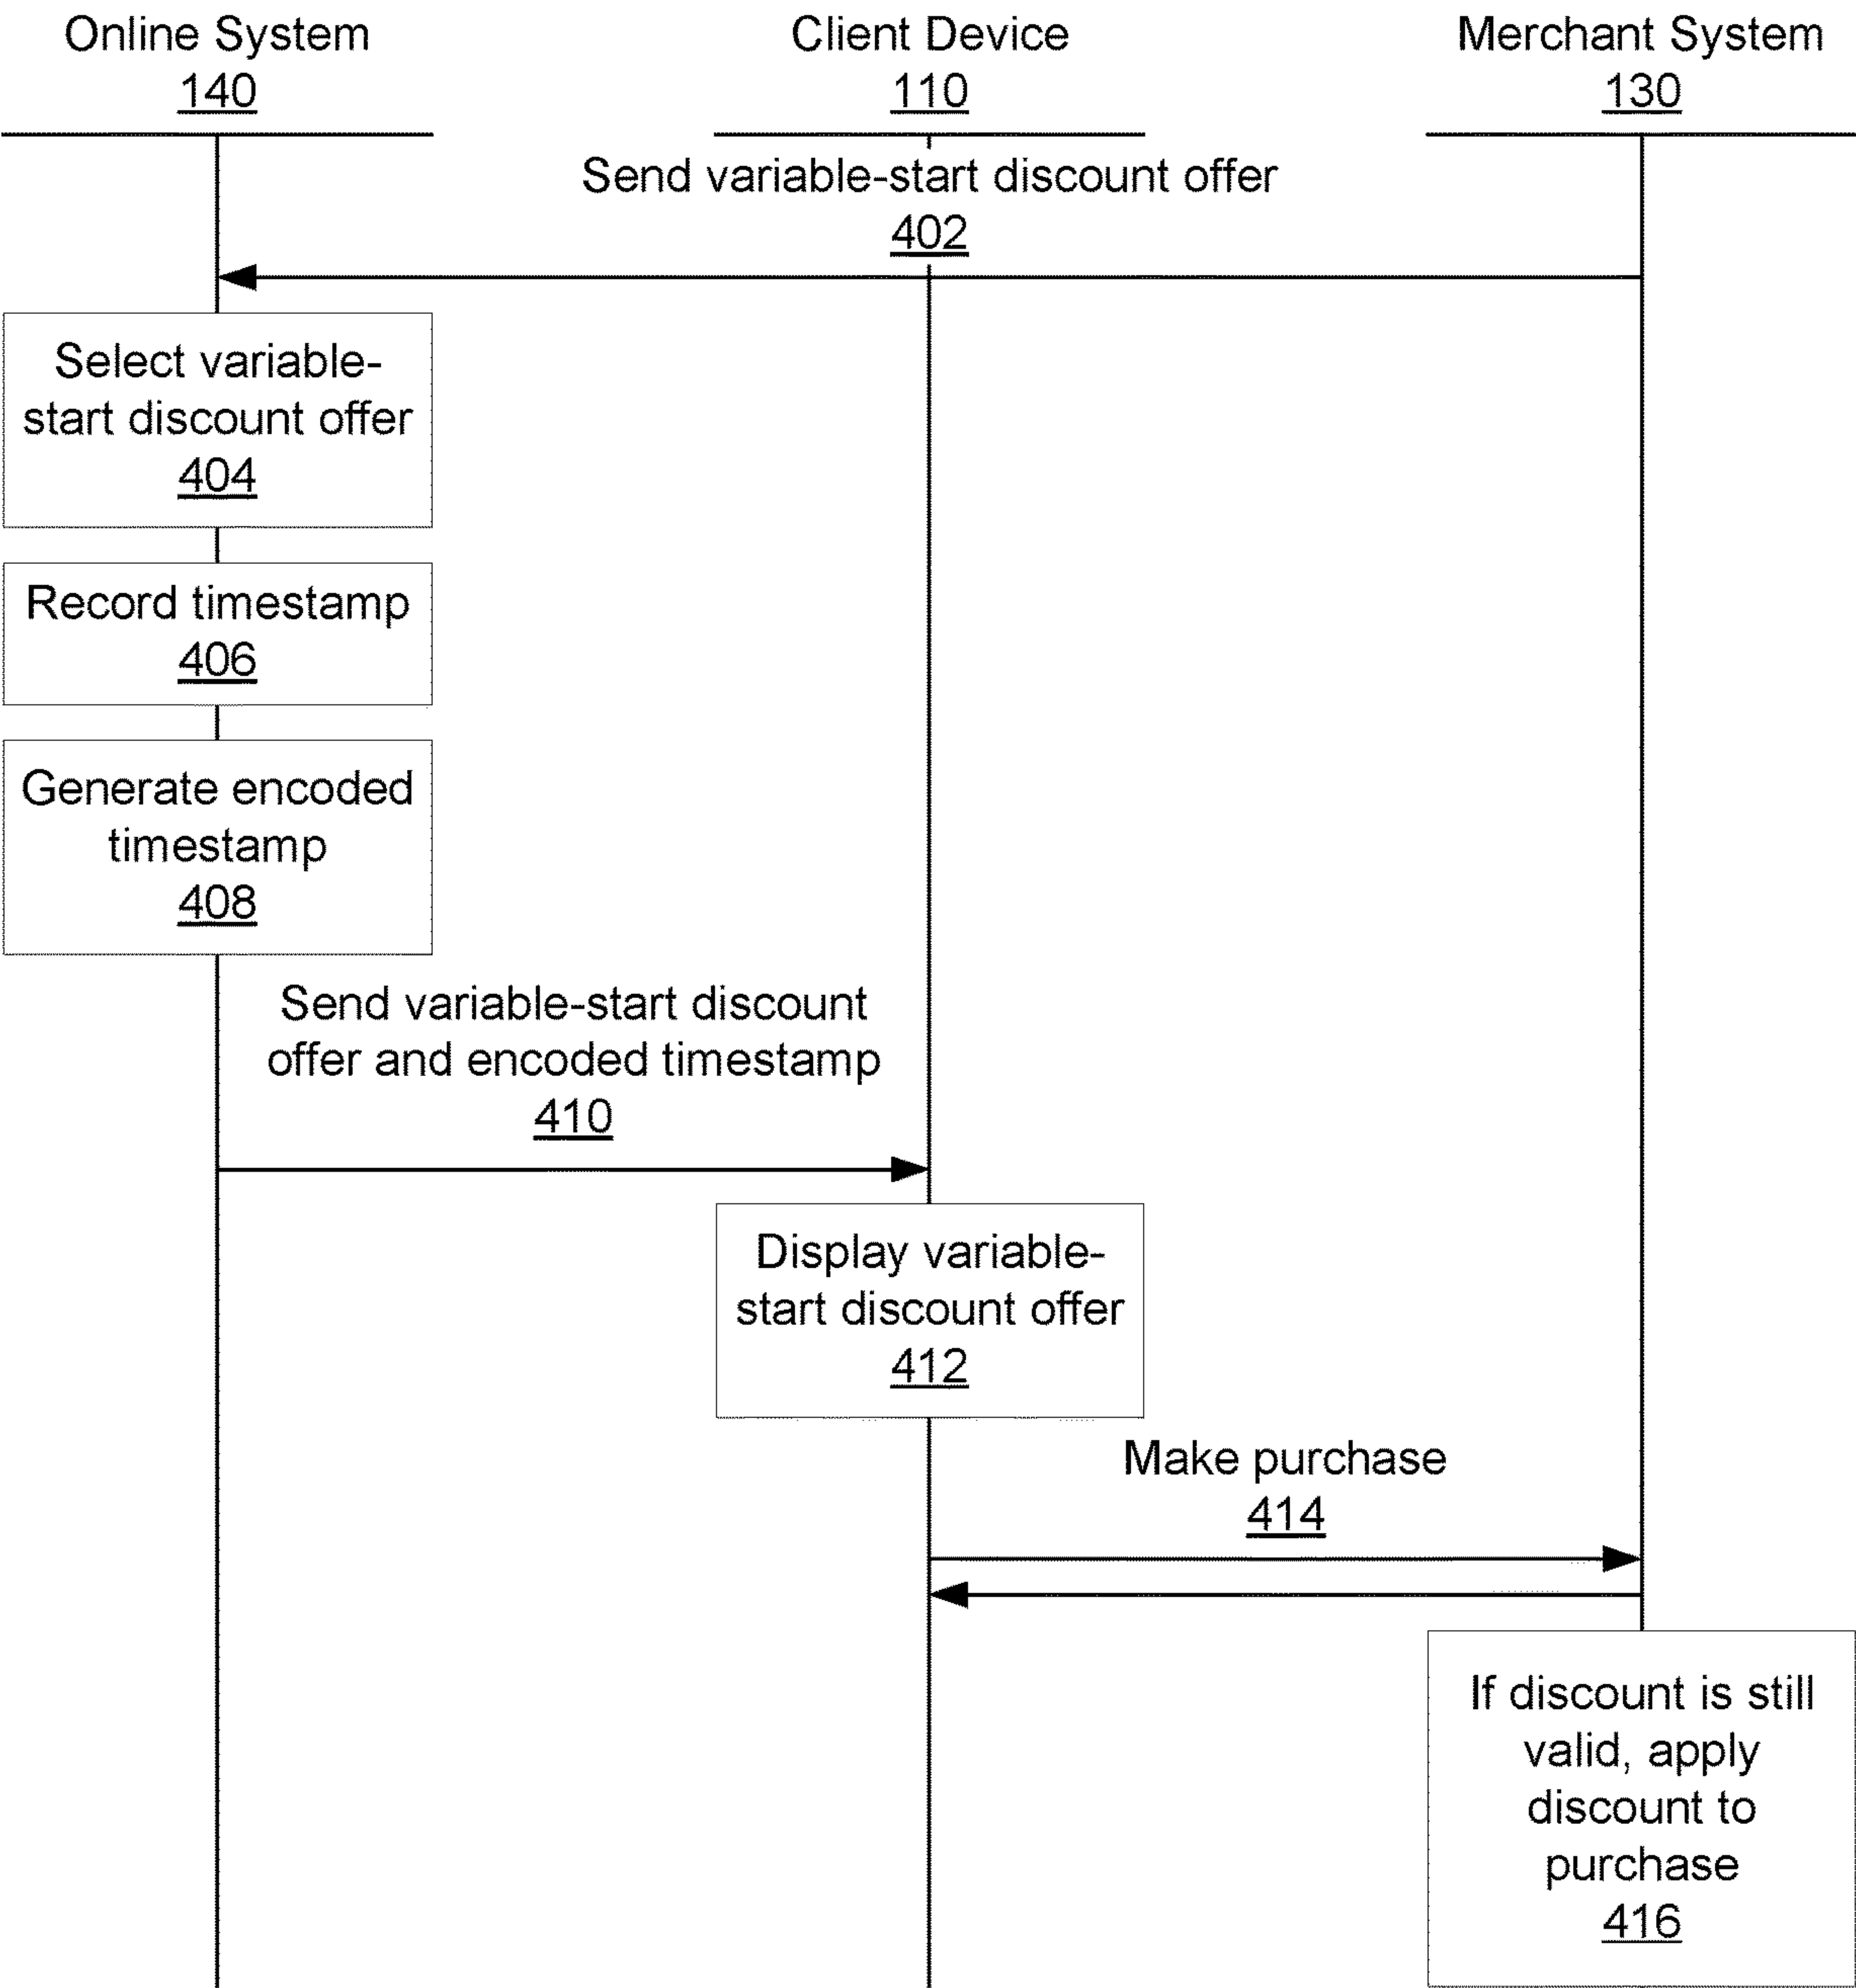 Online System
140
Client Device
110
Merchant System
130
Send variable-start discount offer
402
Select variable-
start discount offer
404
Record timestamp
406
Generate encoded
timestamp
408
Send variable-start discount
offer and encoded timestamp
410
Display variable-
start discount offer
412
Make purchase
414
If discount is still
valid, apply
discount to
purchase
416